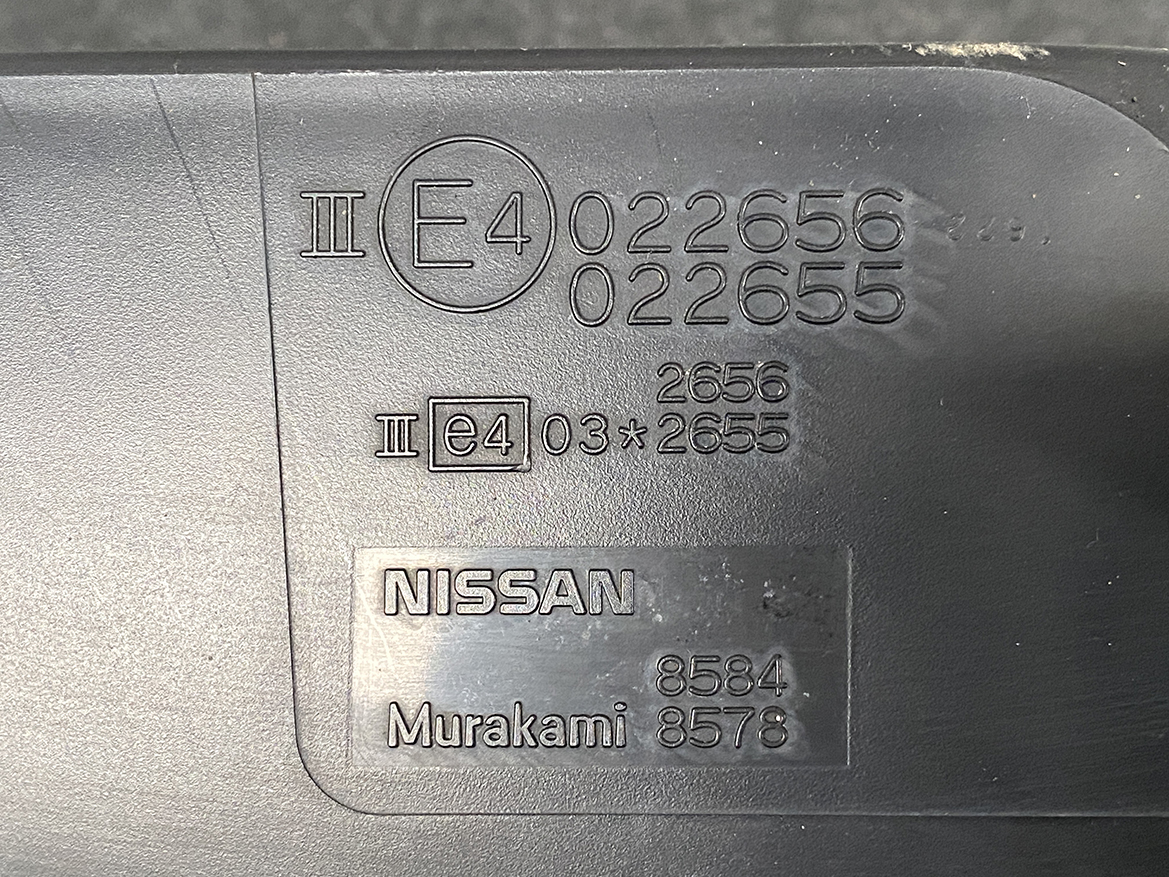 III E4 022656
022655
2656
III e4 03*2655
NISSAN
8584
Murakami 8578